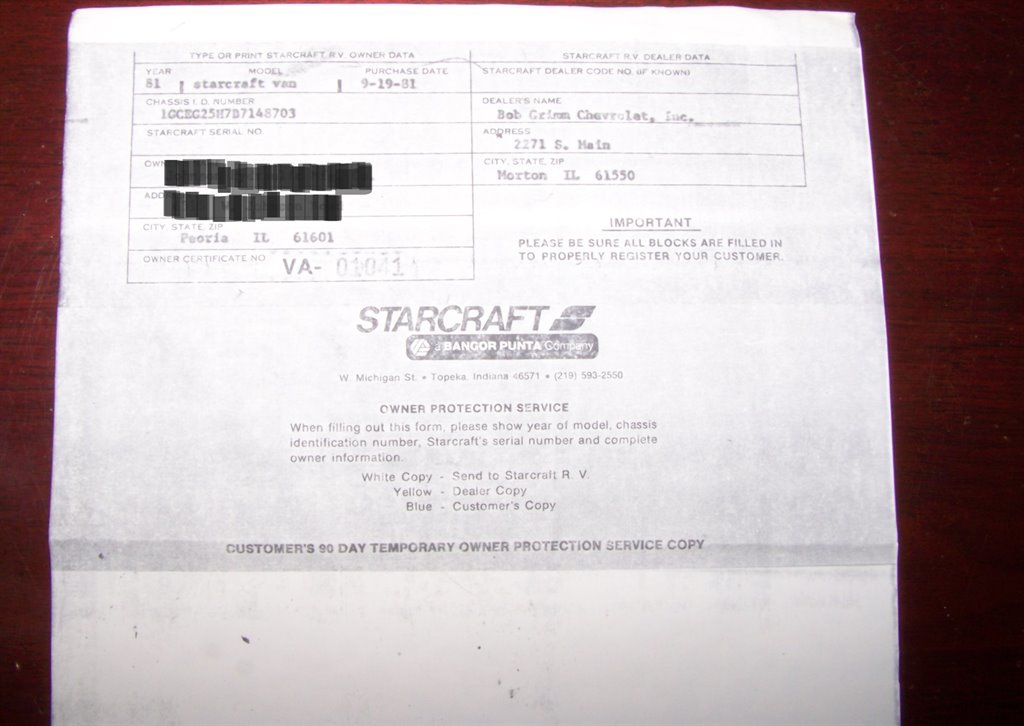 TYPE OR PRINT STARCRAFT R.V. OWNER DATA
YEAR MODEL PURCHASE DATE
81 starcraft van 9-19-81
CHASSIS I.D. NUMBER
1GCEG25H7B7148703
STARCRAFT SERIAL NO.
OWN
ADD
CITY, STATE, ZIP
Peoria IL 61601
OWNER CERTIFICATE NO. VA- 01041
STARCRAFT R.V. DEALER DATA
STARCRAFT DEALER CODE NO. (IF KNOWN)
DEALER'S NAME
Bob Grimm Chevrolet, Inc.
ADDRESS
2271 S. Main
CITY, STATE, ZIP
Morton IL 61550
IMPORTANT
PLEASE BE SURE ALL BLOCKS ARE FILLED IN
TO PROPERLY REGISTER YOUR CUSTOMER.
STARCRAFT
a BANGOR PUNTA Company
W. Michigan St. • Topeka, Indiana 46571 • (219) 593-2550
OWNER PROTECTION SERVICE
When filling out this form, please show year of model, chassis
identification number, Starcraft's serial number and complete
owner information.
White Copy - Send to Starcraft R. V.
Yellow - Dealer Copy
Blue - Customer's Copy
CUSTOMER'S 90 DAY TEMPORARY OWNER PROTECTION SERVICE COPY